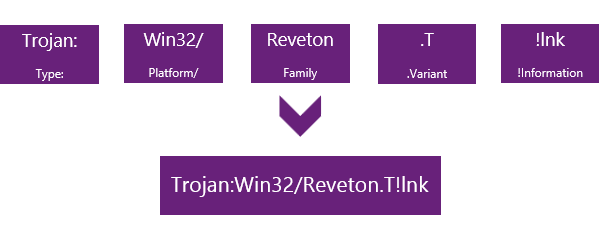 Trojan:
Type:
Win32/
Platform/
Reveton
Family
.T
.Variant
!lnk
!Information
Trojan:Win32/Reveton.T!lnk